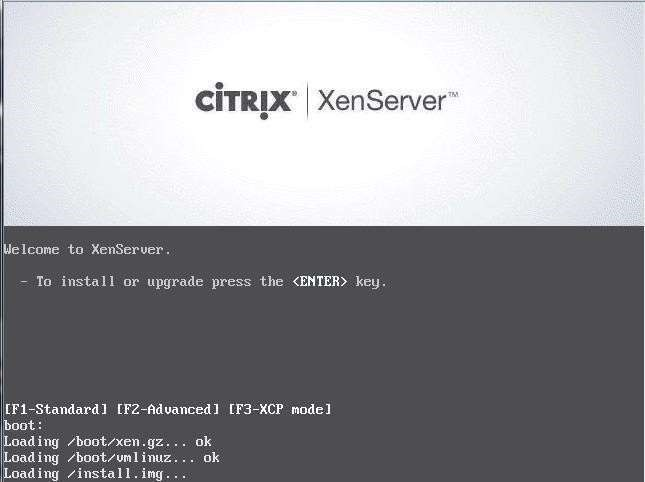 CITRIX® XenServer™
Welcome to XenServer.
- To install or upgrade press the <ENTER> key.
[F1-Standard] [F2-Advanced] [F3-XCP mode]
boot:
Loading /boot/xen.gz... ok
Loading /boot/vmlinuz... ok
Loading /install.img...